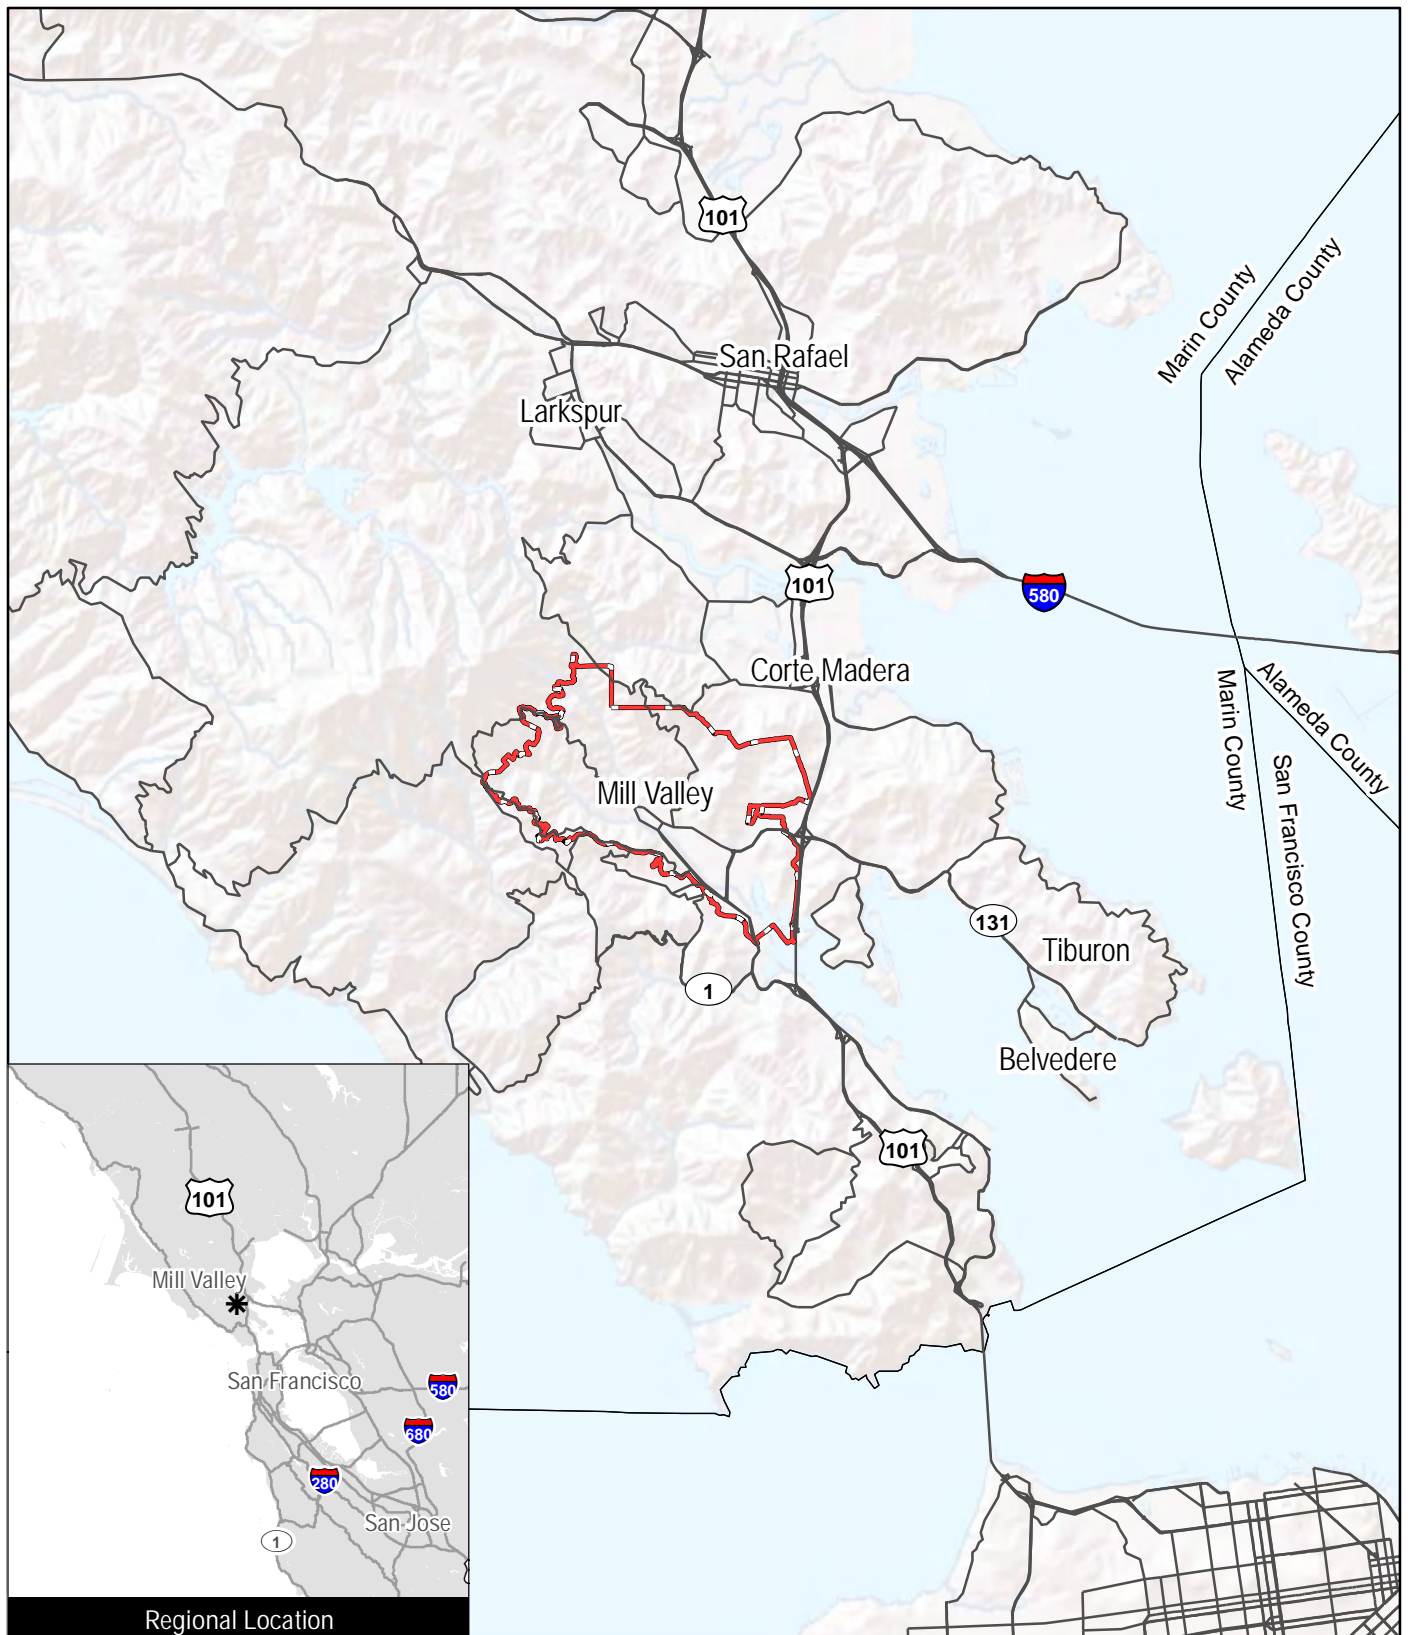 101
Marin County
Alameda County
San Rafael
Larkspur
101
580
Corte Madera
Alameda County
Marin County
San Francisco County
Mill Valley
131
Tiburon
1
Belvedere
101
101
Mill Valley
San Francisco
580
680
280
San Jose
1
Regional Location